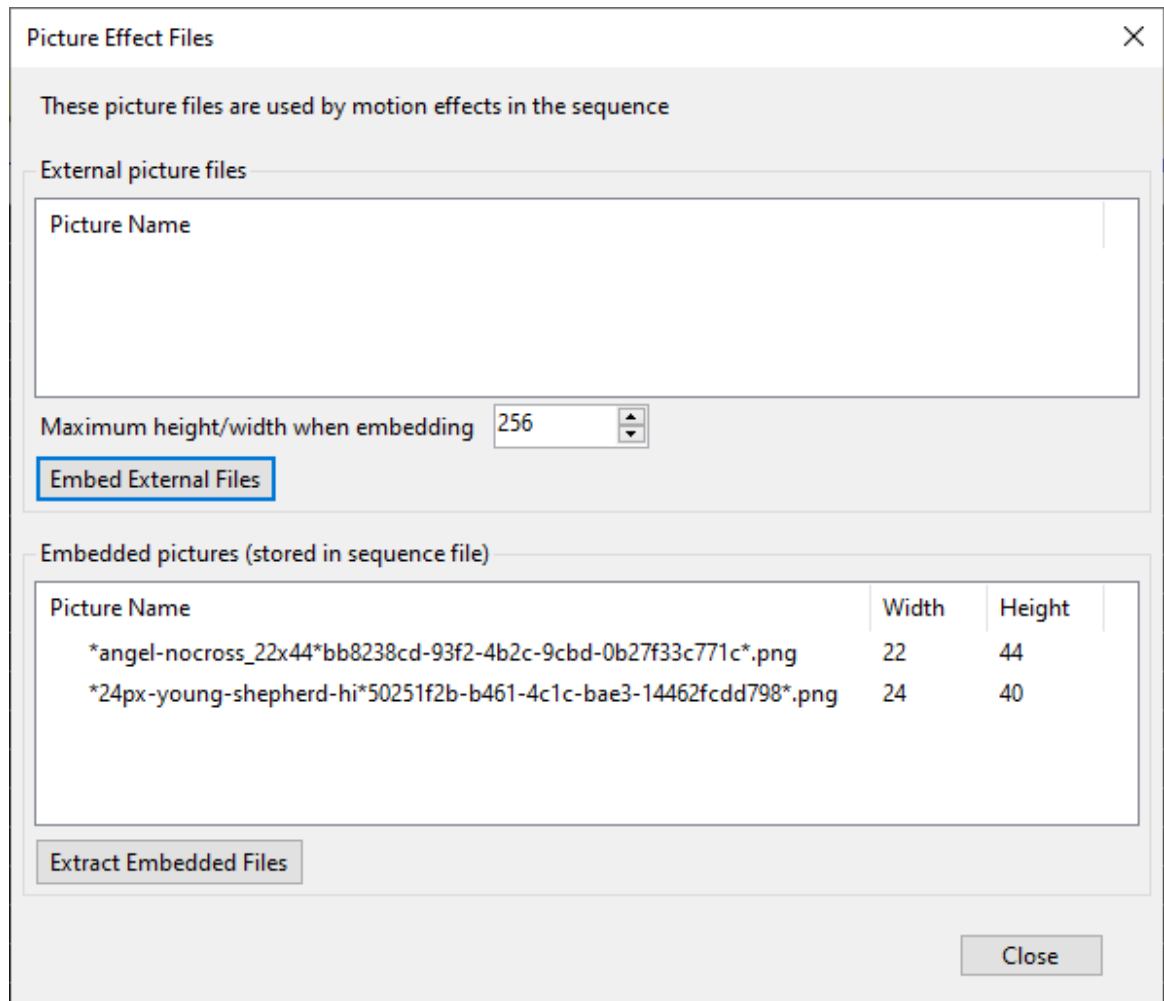 Picture Effect Files
These picture files are used by motion effects in the sequence
External picture files
Picture Name
Maximum height/width when embedding 256
Embed External Files
Embedded pictures (stored in sequence file)
Picture Name Width Height
*angel-nocross_22x44*bb8238cd-93f2-4b2c-9cbd-0b27f33c771c*.png 22 44
*24px-young-shepherd-hi*50251f2b-b461-4c1c-bae3-14462fcdd798*.png 24 40
Extract Embedded Files
Close